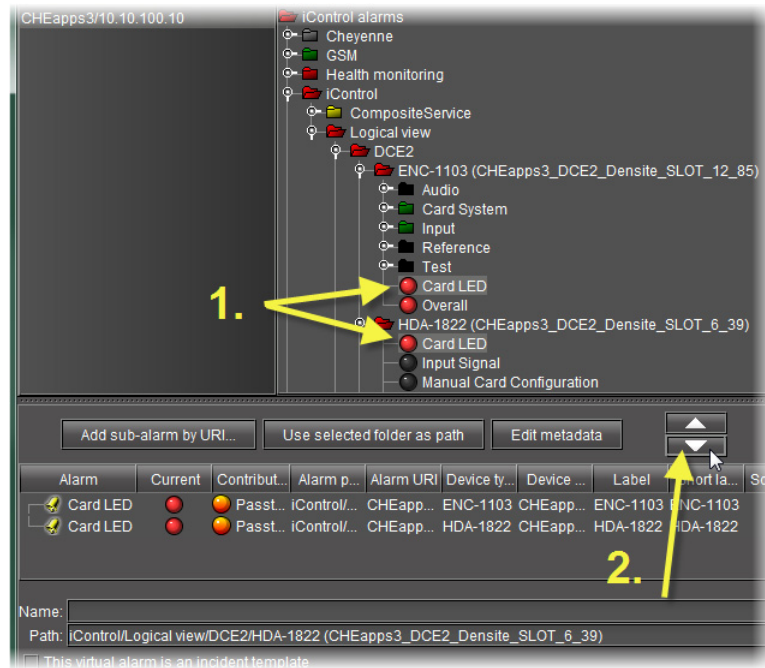 CHEapps3/10.10.100.10
iControl alarms
Cheyenne
GSM
Health monitoring
iControl
CompositeService
Logical view
DCE2
ENC-1103 (CHEapps3_DCE2_Densite_SLOT_12_85)
Audio
Card System
Input
Reference
Test
Card LED
1.
Overall
HDA-1822 (CHEapps3_DCE2_Densite_SLOT_6_39)
Card LED
Input Signal
Manual Card Configuration
Add sub-alarm by URI... Use selected folder as path Edit metadata
Alarm Current Contribut... Alarm p... Alarm URI Device ty... Device ... Label hort la... Sc
Card LED Passt... iControl/... CHEapp... ENC-1103 CHEapp... ENC-1103 ENC-1103
Card LED Passt... iControl/... CHEapp... HDA-1822 CHEapp... HDA-1822 HDA-1822
2.
Name:
Path: iControl/Logical view/DCE2/HDA-1822 (CHEapps3_DCE2_Densite_SLOT_6_39)
This virtual alarm is an incident template